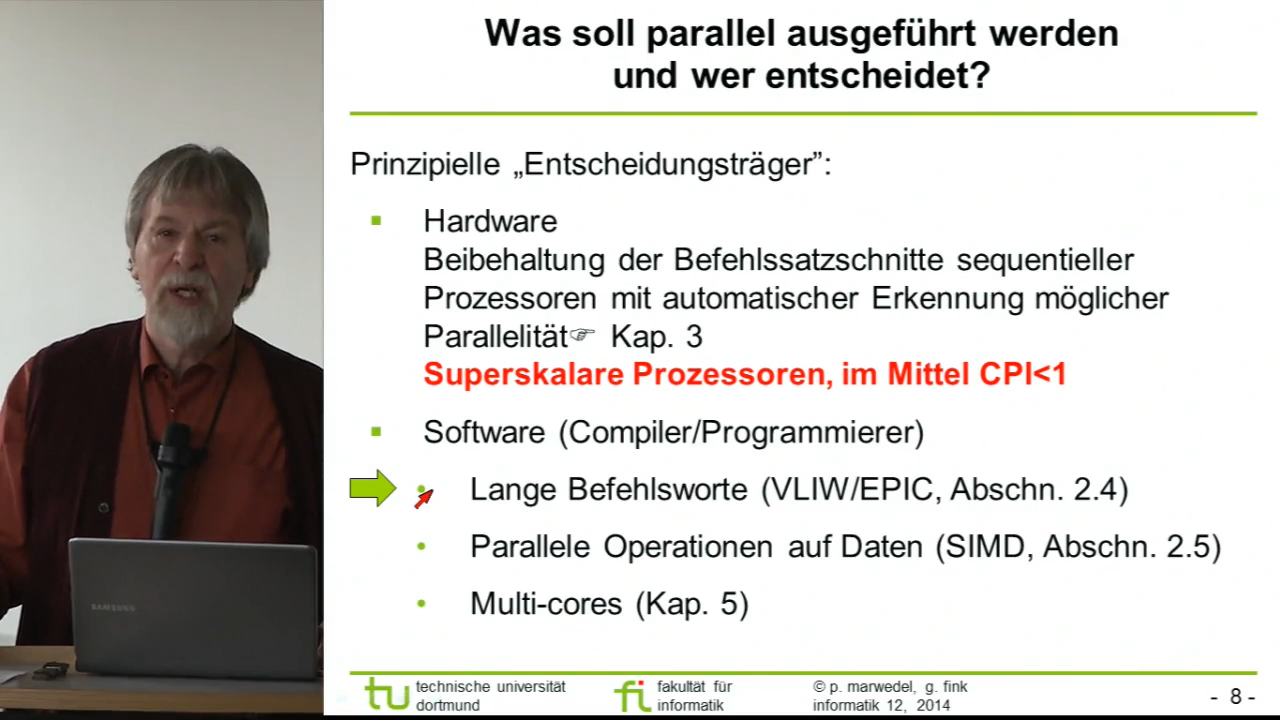 Was soll parallel ausgeführt werden
und wer entscheidet?
Prinzipielle „Entscheidungsträger”:
Hardware
Beibehaltung der Befehlssatzschnitte sequentieller
Prozessoren mit automatischer Erkennung möglicher
Parallelität☞ Kap. 3
Superskalare Prozessoren, im Mittel CPI<1
Software (Compiler/Programmierer)
Lange Befehlsworte (VLIW/EPIC, Abschn. 2.4)
Parallele Operationen auf Daten (SIMD, Abschn. 2.5)
Multi-cores (Kap. 5)
SAMSUNG
tu technische universität
dortmund
fi fakultät für
informatik
© p. marwedel, g. fink
informatik 12, 2014
- 8 -